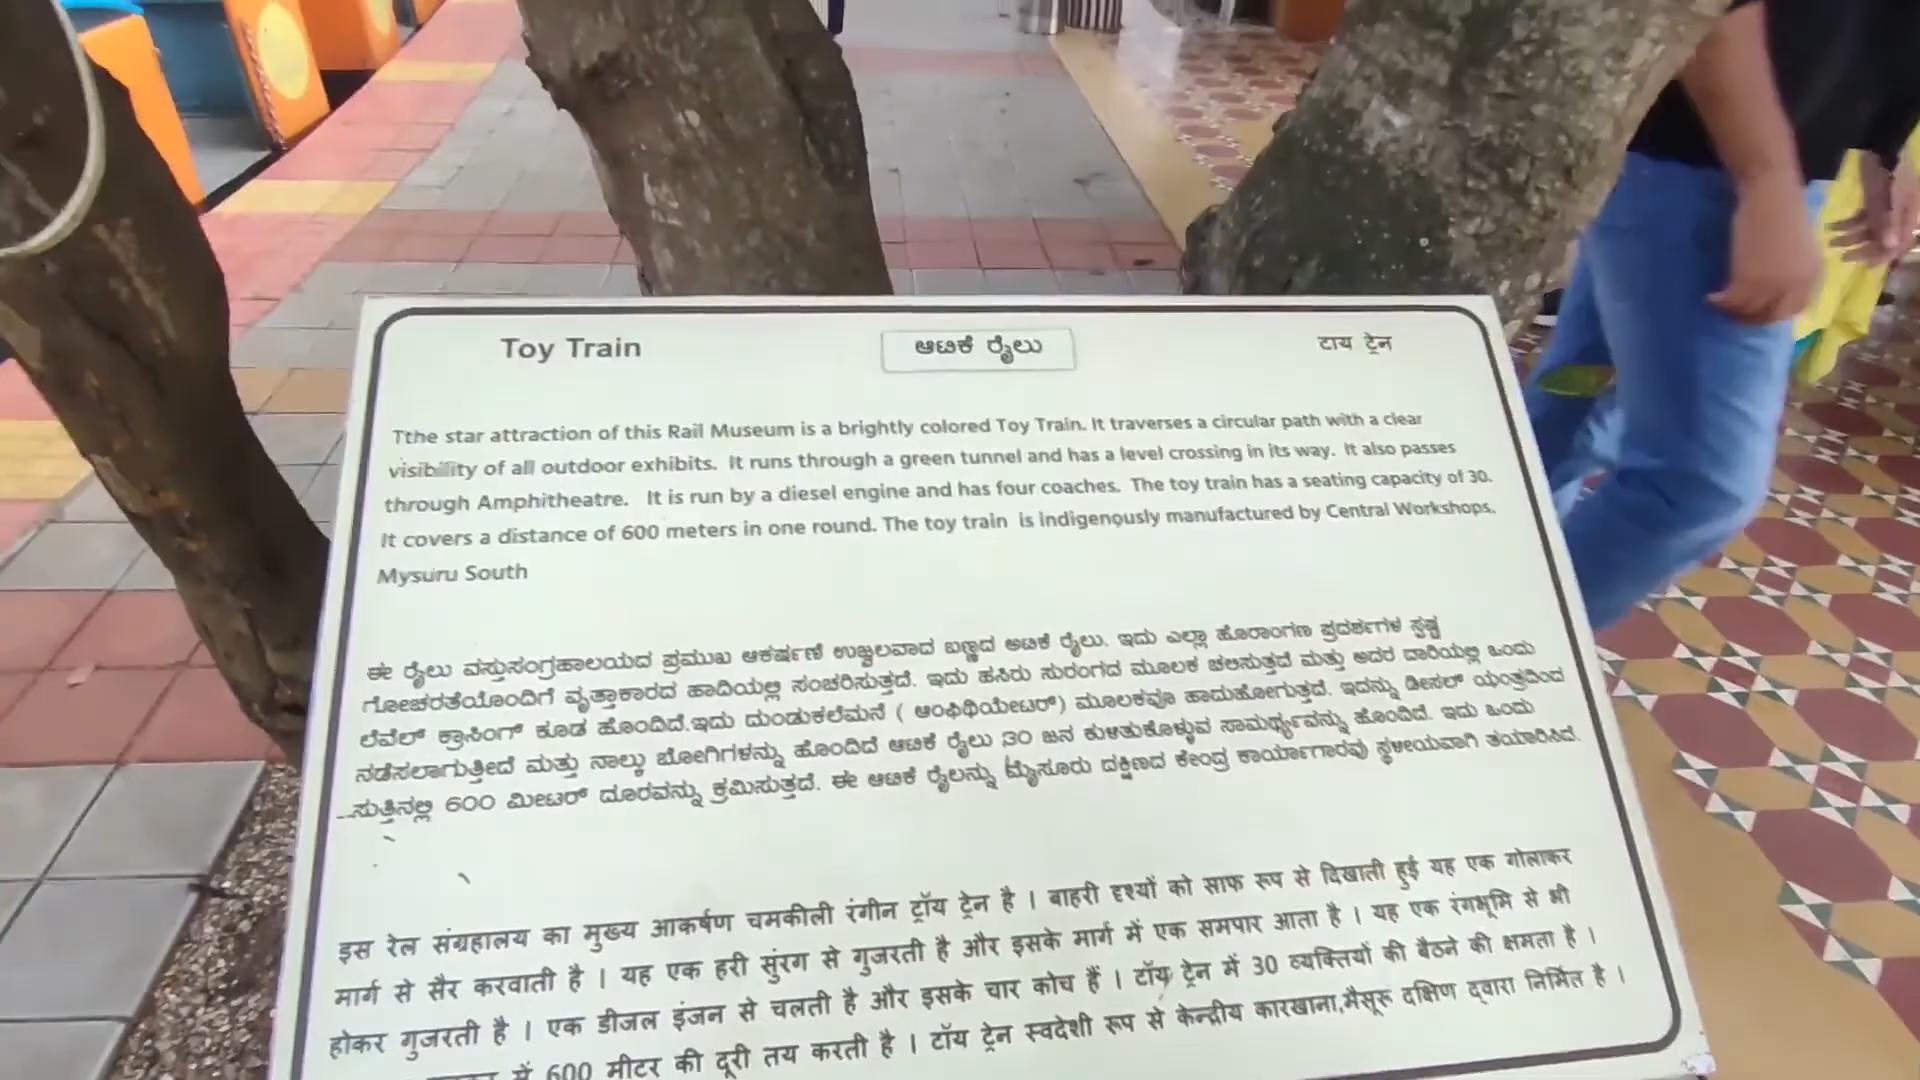 Toy Train
ಆಟಿಕೆ ರೈಲು
टाय ट्रेन
Tthe star attraction of this Rail Museum is a brightly colored Toy Train. It traverses a circular path with a clear
visibility of all outdoor exhibits. It runs through a green tunnel and has a level crossing in its way. It also passes
through Amphitheatre. It is run by a diesel engine and has four coaches. The toy train has a seating capacity of 30.
It covers a distance of 600 meters in one round. The toy train is indigenously manufactured by Central Workshops,
Mysuru South
ಈ ರೈಲು ವಸ್ತುಸಂಗ್ರಹಾಲಯದ ಪ್ರಮುಖ ಆಕರ್ಷಣೆ ಉಜ್ವಲವಾದ ಬಣ್ಣದ ಅಟಿಕೆ ರೈಲು. ಇದು ಎಲ್ಲಾ ಹೊರಾಂಗಣ ಪ್ರದರ್ಶಗಳ ಸ್ಪಷ್ಟ
ಗೋಚರತೆಯೊಂದಿಗೆ ವೃತ್ತಾಕಾರದ ಹಾದಿಯಲ್ಲಿ ಸಂಚರಿಸುತ್ತದೆ. ಇದು ಹಸಿರು ಸುರಂಗದ ಮೂಲಕ ಚಲಿಸುತ್ತದೆ ಮತ್ತು ಅದರ ದಾರಿಯಲ್ಲಿ ಒಂದು
ಲೆವೆಲ್ ಕ್ರಾಸಿಂಗ್ ಕೂಡ ಹೊಂದಿದೆ.ಇದು ದುಂಡುಕಲೆಮನೆ ( ಆಂಫಿಥಿಯೇಟರ್) ಮೂಲಕವೂ ಹಾದುಹೋಗುತ್ತದೆ. ಇದನ್ನು ಡೀಸಲ್ ಯಂತ್ರದಿಂದ
ನಡೆಸಲಾಗುತ್ತೀದೆ ಮತ್ತು ನಾಲ್ಕು ಬೋಗಿಗಳನ್ನು ಹೊಂದಿದೆ ಆಟಿಕೆ ರೈಲು 30 ಜನ ಕುಳಿತುಕೊಳ್ಳುವ ಸಾಮರ್ಥ್ಯವನ್ನು ಹೊಂದಿದೆ. ಇದು ಒಂದು
ಸುತ್ತಿನಲ್ಲಿ 600 ಮೀಟರ್ ದೂರವನ್ನು ಕ್ರಮಿಸುತ್ತದೆ. ಈ ಆಟಿಕೆ ರೈಲನ್ನು ಮೈಸೂರು ದಕ್ಷಿಣದ ಕೇಂದ್ರ ಕಾರ್ಯಾಗಾರವು ಸ್ಥಳೀಯವಾಗಿ ತಯಾರಿಸಿದೆ.
इस रेल संग्रहालय का मुख्य आकर्षण चमकीली रंगीन ट्रॉय ट्रेन है । बाहरी दृश्यों को साफ रूप से दिखाती हुई यह एक गोलाकर
मार्ग से सैर करवाती है । यह एक हरी सुंरग से गुजरती है और इसके मार्ग में एक समपार आता है । यह एक रंगभूमि से भी
होकर गुजरती है । एक डीजल इंजन से चलती है और इसके चार कोच हैं । टॉय ट्रेन में 30 व्यक्तियों की बैठने की क्षमता है ।
में 600 मीटर की दूरी तय करती है । टॉय ट्रेन स्वदेशी रूप से केन्द्रीय कारखाना,मैसूरू दक्षिण द्वारा निर्मित है ।